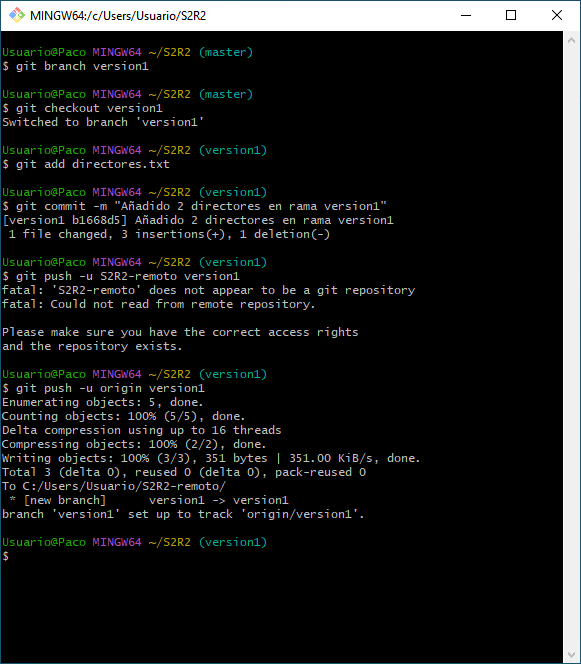 MINGW64:/c/Users/Usuario/S2R2
Usuario@Paco MINGW64 ~/S2R2 (master)
$ git branch version1
Usuario@Paco MINGW64 ~/S2R2 (master)
$ git checkout version1
Switched to branch 'version1'
Usuario@Paco MINGW64 ~/S2R2 (version1)
$ git add directores.txt
Usuario@Paco MINGW64 ~/S2R2 (version1)
$ git commit -m "Añadido 2 directores en rama version1"
[version1 b1668d5] Añadido 2 directores en rama version1
 1 file changed, 3 insertions(+), 1 deletion(-)
Usuario@Paco MINGW64 ~/S2R2 (version1)
$ git push -u S2R2-remoto version1
fatal: 'S2R2-remoto' does not appear to be a git repository
fatal: Could not read from remote repository.
Please make sure you have the correct access rights
and the repository exists.
Usuario@Paco MINGW64 ~/S2R2 (version1)
$ git push -u origin version1
Enumerating objects: 5, done.
Counting objects: 100% (5/5), done.
Delta compression using up to 16 threads
Compressing objects: 100% (2/2), done.
Writing objects: 100% (3/3), 351 bytes | 351.00 KiB/s, done.
Total 3 (delta 0), reused 0 (delta 0), pack-reused 0
To C:/Users/Usuario/S2R2-remoto/
 * [new branch]      version1 -> version1
branch 'version1' set up to track 'origin/version1'.
Usuario@Paco MINGW64 ~/S2R2 (version1)
$